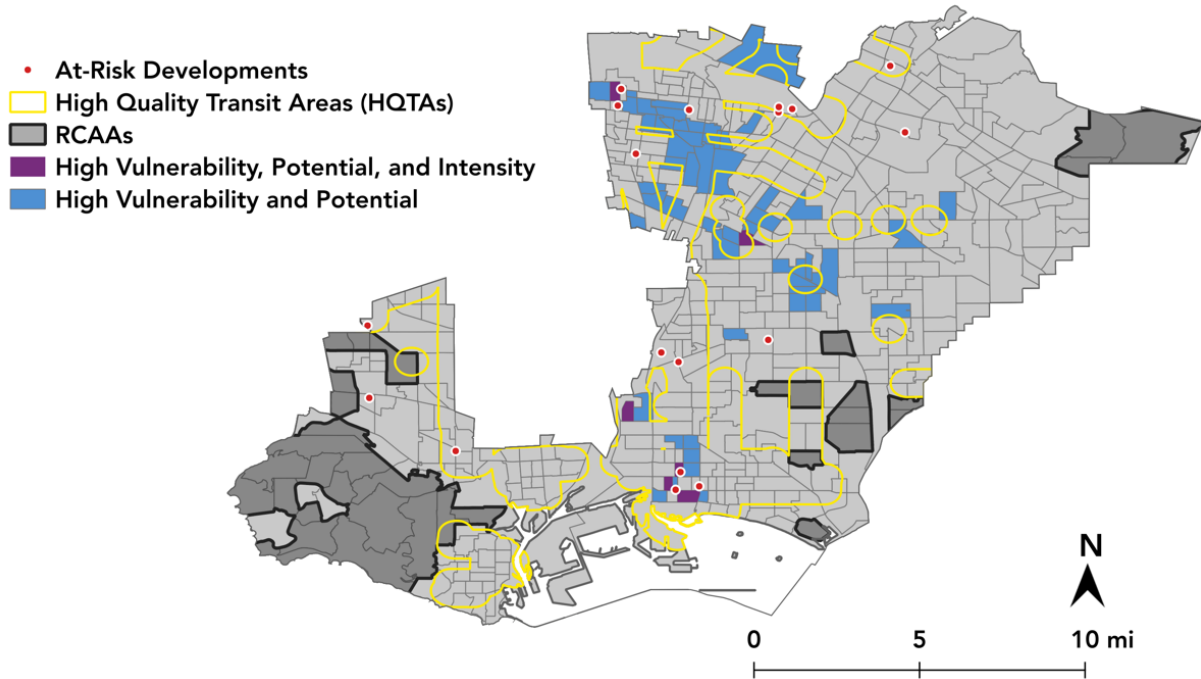 At-Risk Developments
High Quality Transit Areas (HQTAs)
RCAAs
High Vulnerability, Potential, and Intensity
High Vulnerability and Potential
N
0 5 10 mi